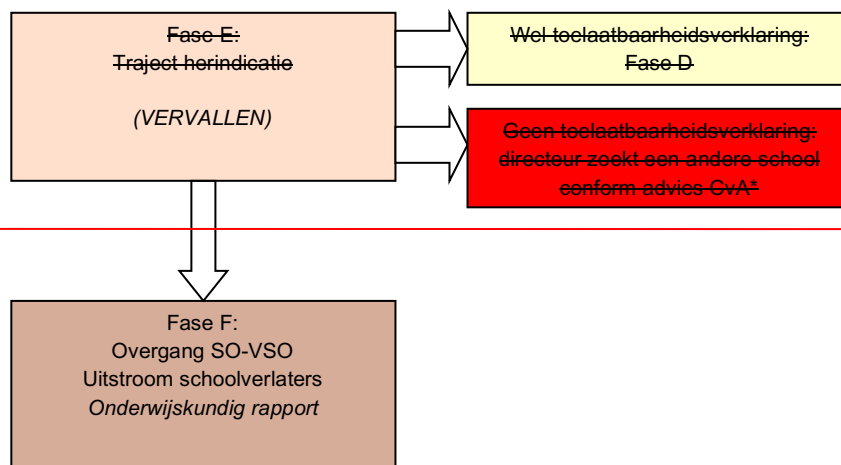 Fase E:
Traject herindicatie
(VERVALLEN)
Wel toelaatbaarheidsverklaring:
Fase D
Geen toelaatbaarheidsverklaring:
directeur zoekt een andere school
conform advies CvA*
Fase F:
Overgang SO-VSO
Uitstroom schoolverlaters
Onderwijskundig rapport